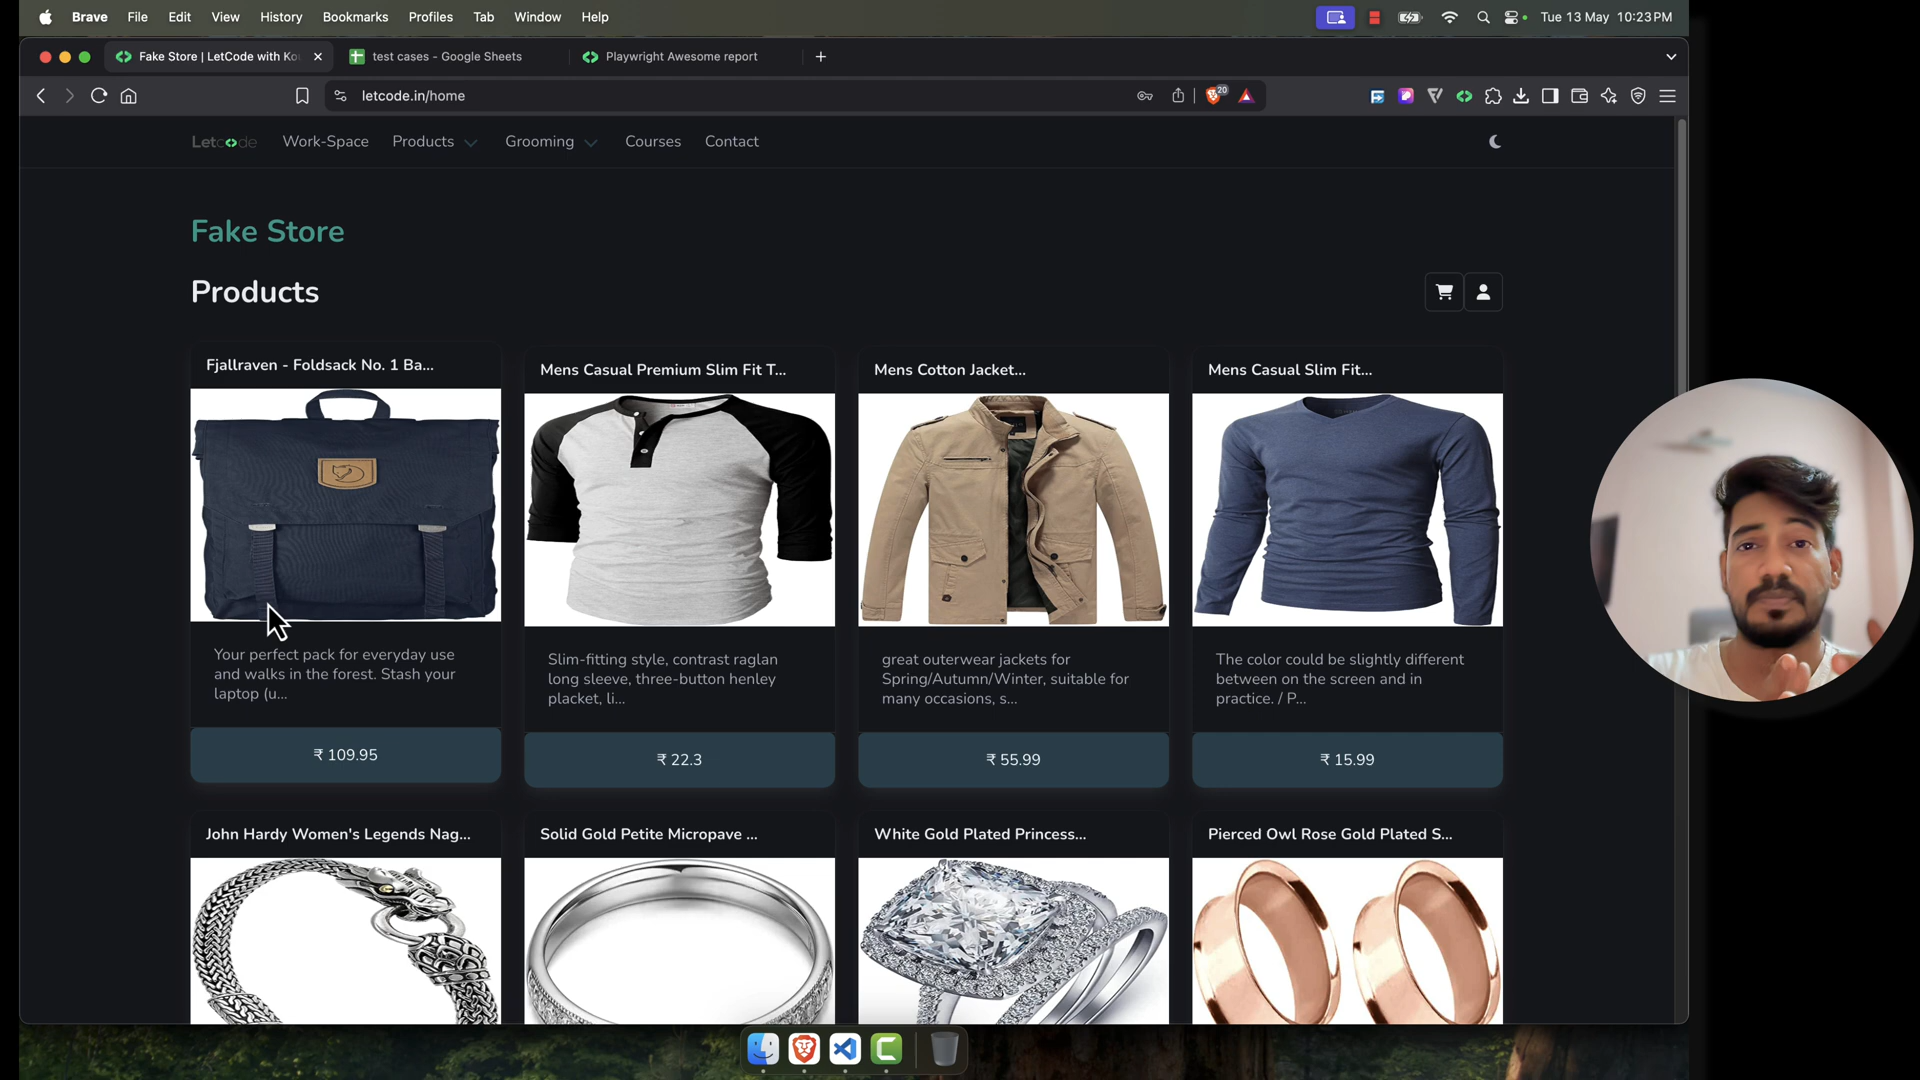 Brave File Edit View History Bookmarks Profiles Tab Window Help Tue 13 May 10:23 PM
Fake Store | LetCode with Ko test cases - Google Sheets Playwright Awesome report
letcode.in/home 20
Letcode Work-Space Products Grooming Courses Contact
Fake Store
Products
Fjallraven - Foldsack No. 1 Ba...
Mens Casual Premium Slim Fit T...
Mens Cotton Jacket...
Mens Casual Slim Fit...
Your perfect pack for everyday use
and walks in the forest. Stash your
laptop (u...
Slim-fitting style, contrast raglan
long sleeve, three-button henley
placket, li...
great outerwear jackets for
Spring/Autumn/Winter, suitable for
many occasions, s...
The color could be slightly different
between on the screen and in
practice. / P...
₹ 109.95
₹ 22.3
₹ 55.99
₹ 15.99
John Hardy Women's Legends Nag...
Solid Gold Petite Micropave ...
White Gold Plated Princess...
Pierced Owl Rose Gold Plated S...